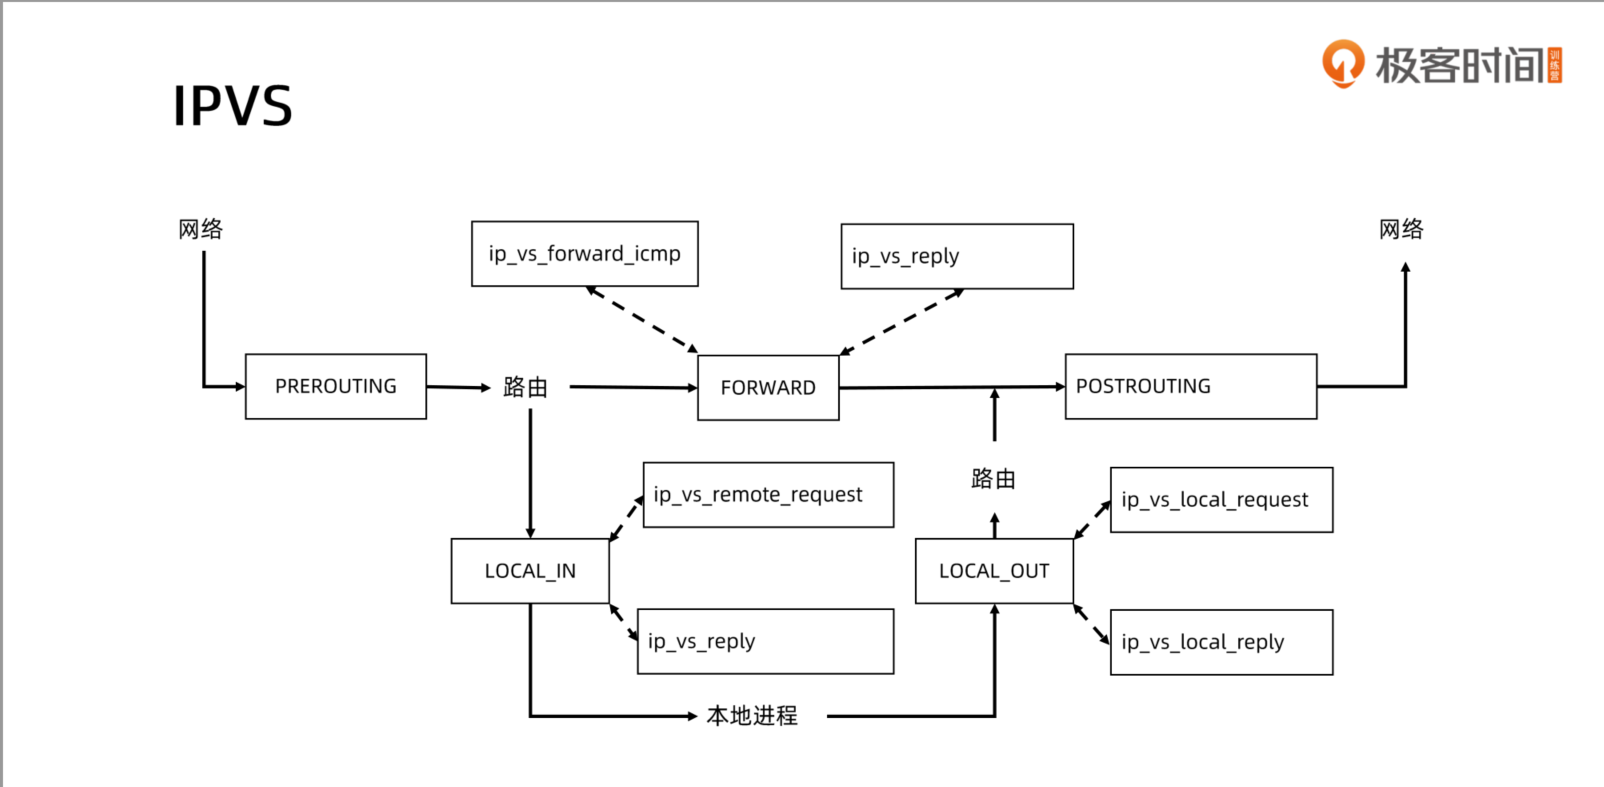 极客时间
训练营
IPVS
网络
ip_vs_forward_icmp
ip_vs_reply
网络
PREROUTING
路由
FORWARD
POSTROUTING
ip_vs_remote_request
路由
ip_vs_local_request
LOCAL_IN
LOCAL_OUT
ip_vs_reply
ip_vs_local_reply
本地进程